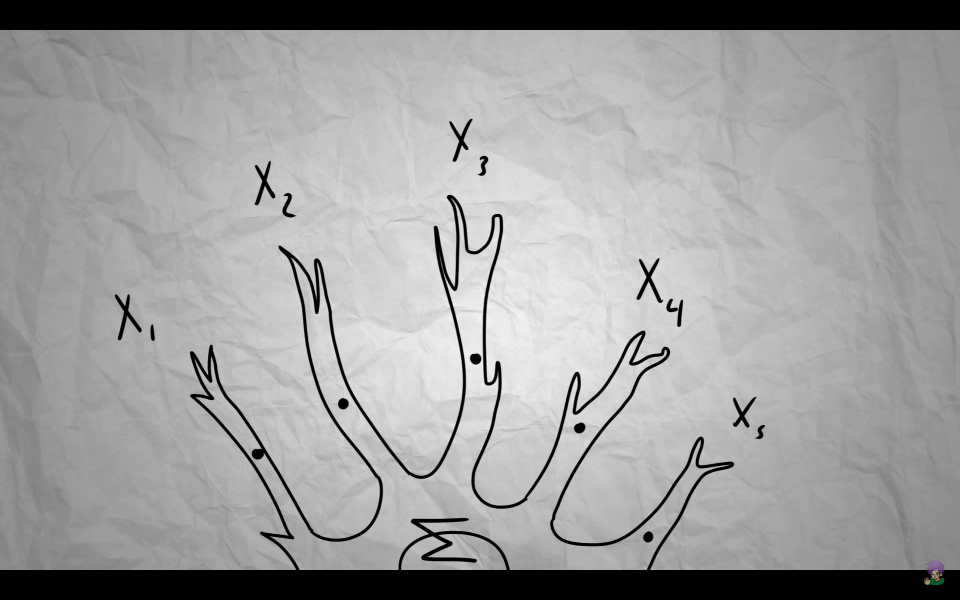 X₁
X₂
X₃
X₄
X₅
Σ